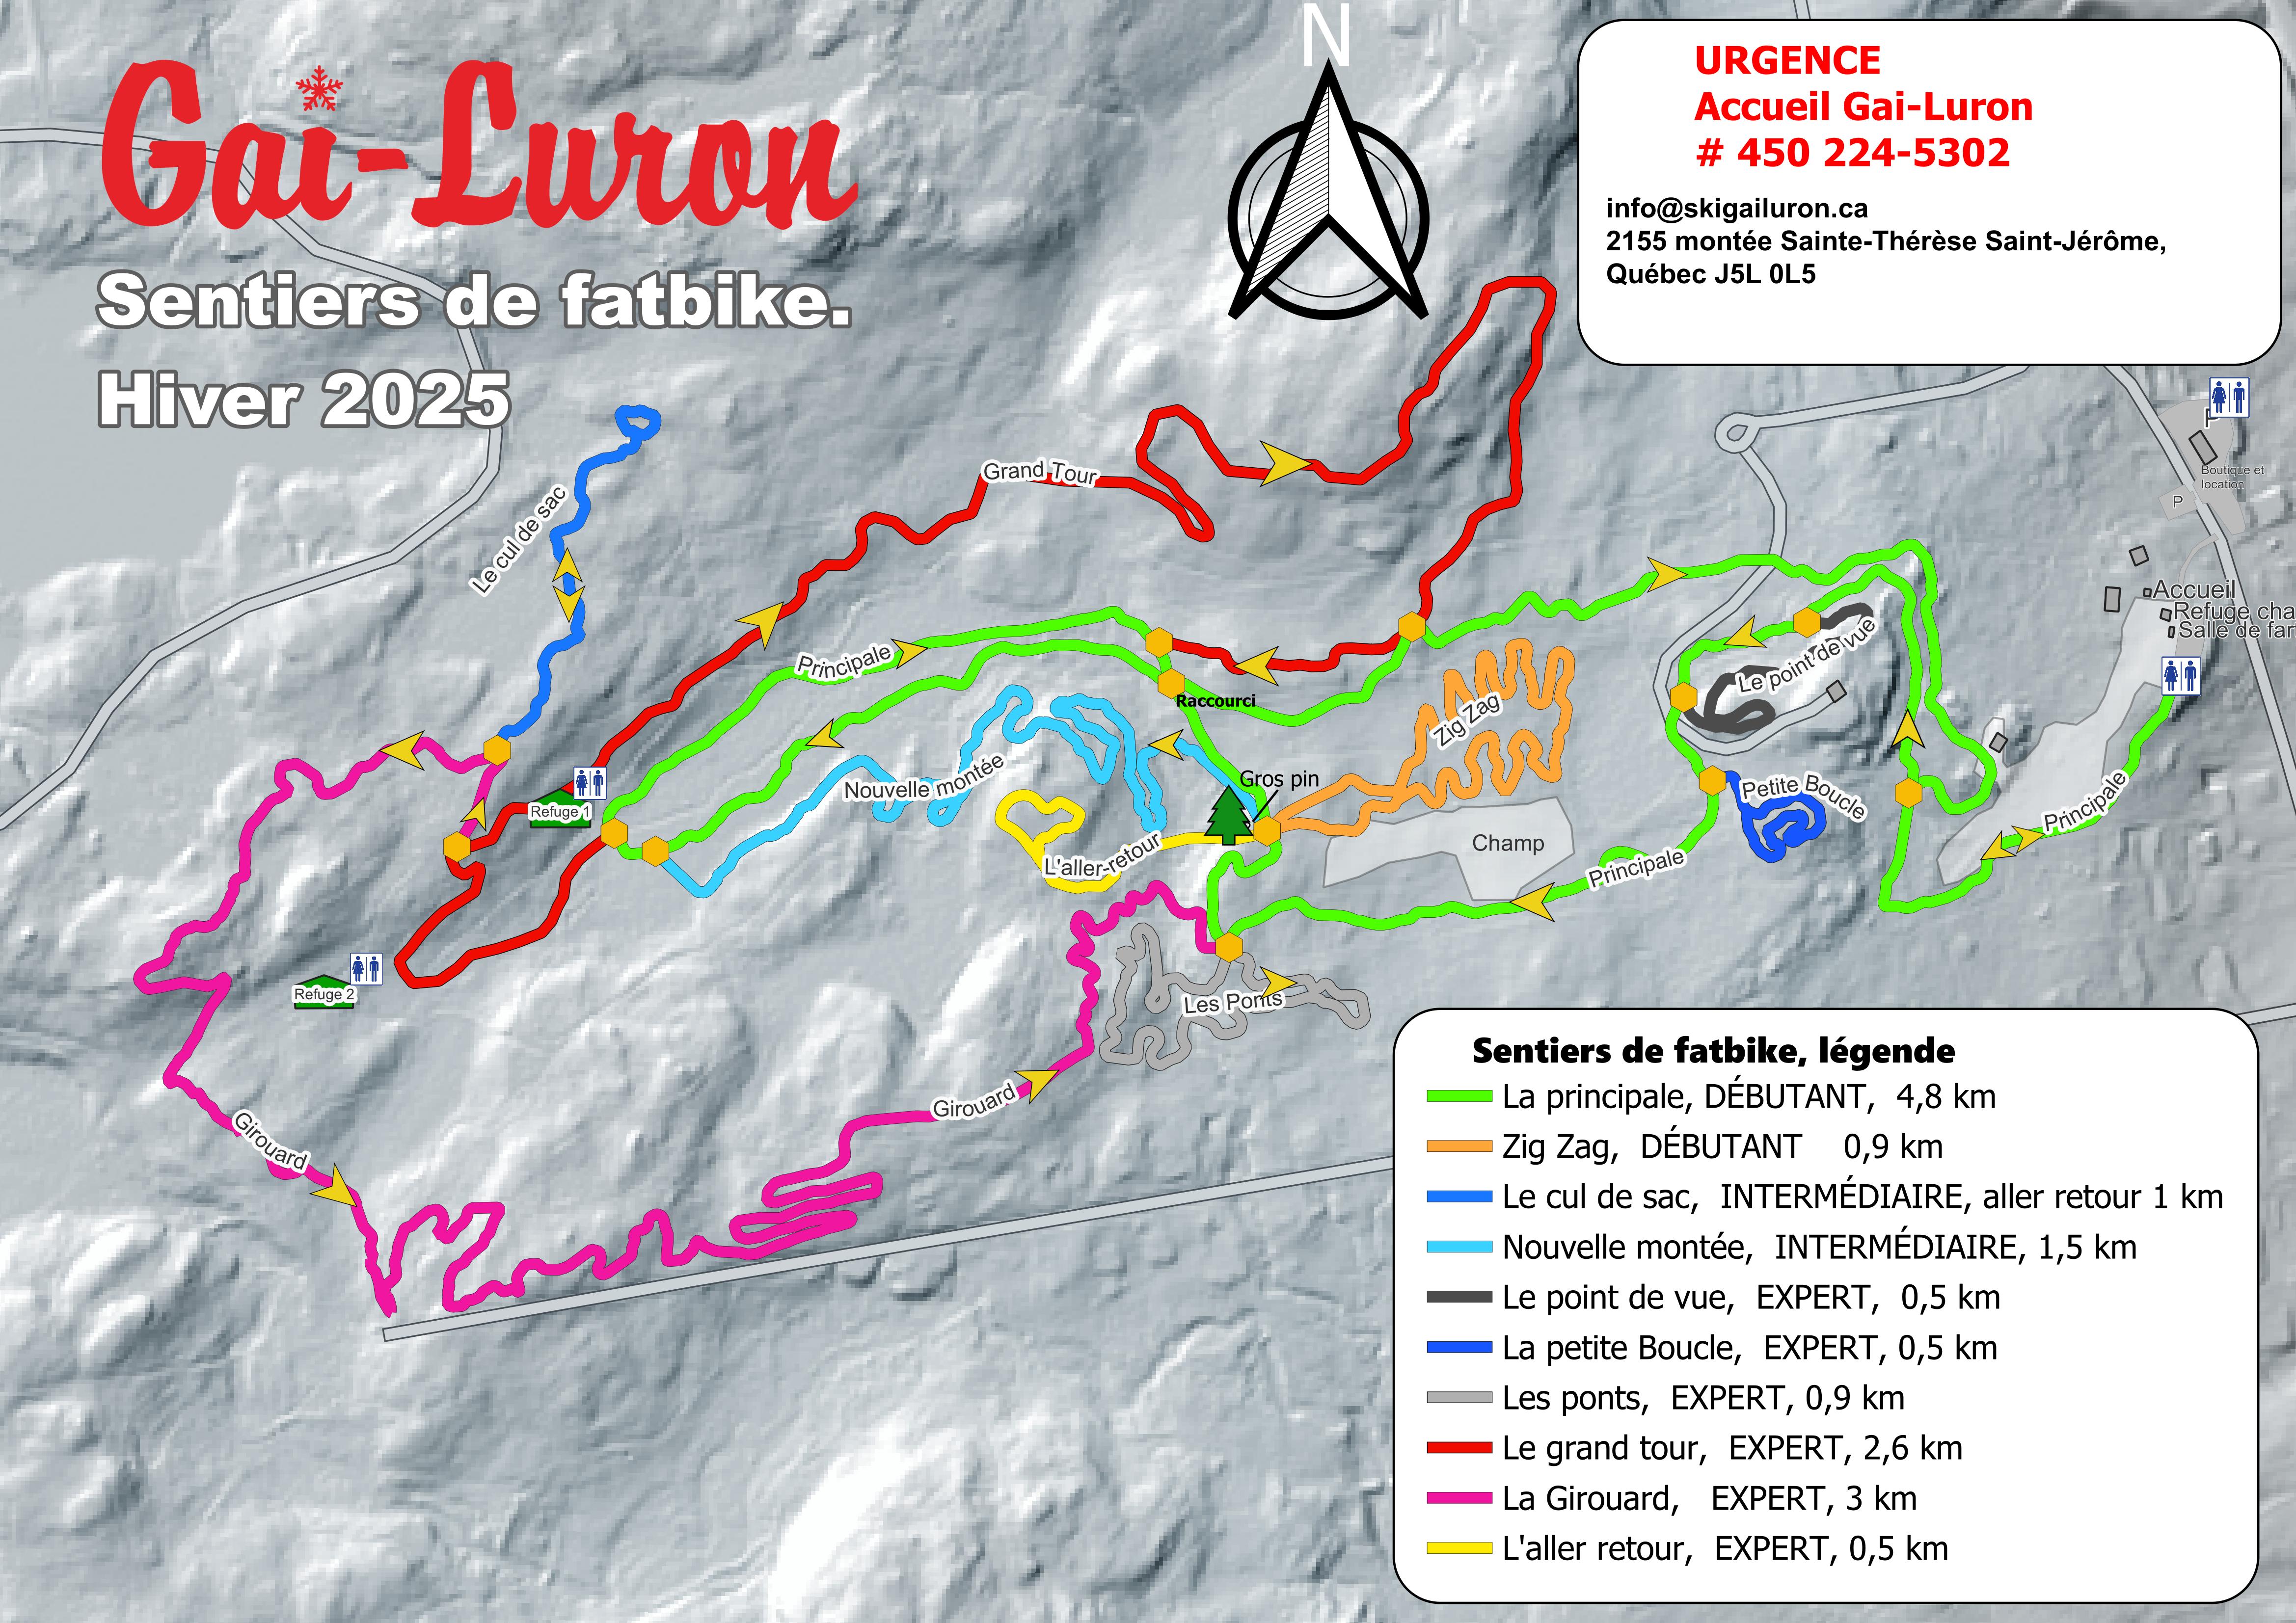 Gai-Luron
Sentiers de fatbike.
Hiver 2025
N
URGENCE
Accueil Gai-Luron
# 450 224-5302
info@skigailuron.ca
2155 montée Sainte-Thérèse Saint-Jérôme,
Québec J5L 0L5
P
Boutique et
location
P
Le cul de sac
Grand Tour
Accueil
Refuge cha
Salle de far
Principale
Le point de vue
Raccourci
Zig Zag
Nouvelle montée
Gros pin
Petite Boucle
Principale
Refuge 1
Champ
L'aller-retour
Principale
Refuge 2
Les Ponts
Girouard
Girouard
Sentiers de fatbike, légende
La principale, DÉBUTANT, 4,8 km
Zig Zag, DÉBUTANT 0,9 km
Le cul de sac, INTERMÉDIAIRE, aller retour 1 km
Nouvelle montée, INTERMÉDIAIRE, 1,5 km
Le point de vue, EXPERT, 0,5 km
La petite Boucle, EXPERT, 0,5 km
Les ponts, EXPERT, 0,9 km
Le grand tour, EXPERT, 2,6 km
La Girouard, EXPERT, 3 km
L'aller retour, EXPERT, 0,5 km